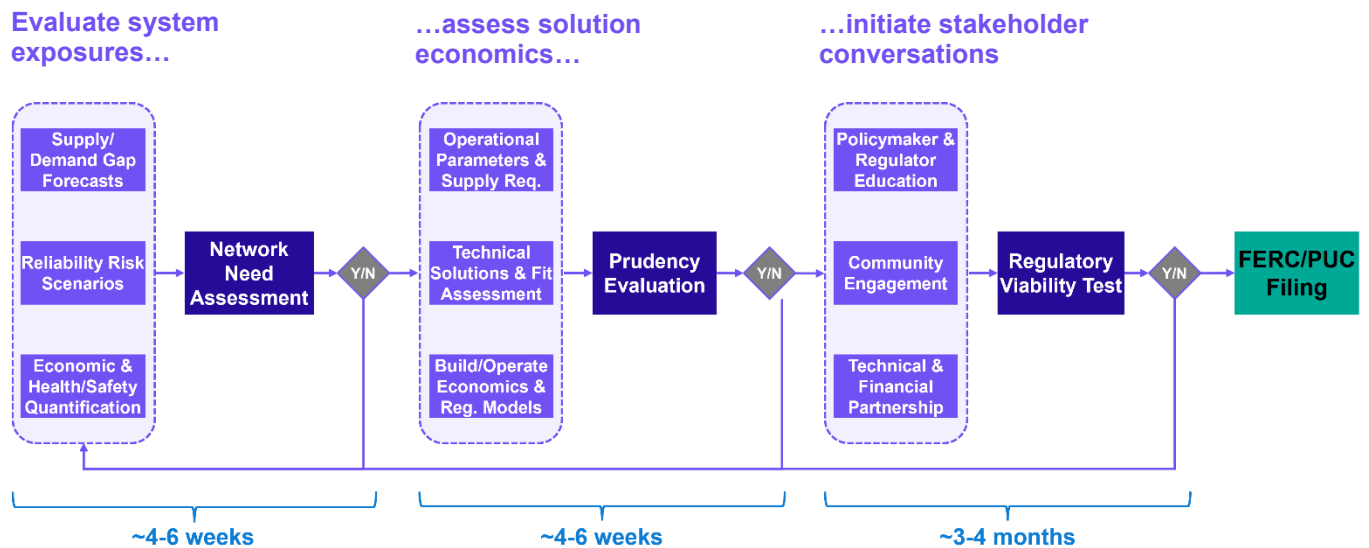 Evaluate system
exposures…
Supply/
Demand Gap
Forecasts
Reliability Risk
Scenarios
Economic &
Health/Safety
Quantification
Network
Need
Assessment
Y/N
~4-6 weeks
…assess solution
economics…
Operational
Parameters &
Supply Req.
Technical
Solutions & Fit
Assessment
Build/Operate
Economics &
Reg. Models
Prudency
Evaluation
Y/N
~4-6 weeks
…initiate stakeholder
conversations
Policymaker &
Regulator
Education
Community
Engagement
Technical &
Financial
Partnership
Regulatory
Viability Test
Y/N
~3-4 months
FERC/PUC
Filing